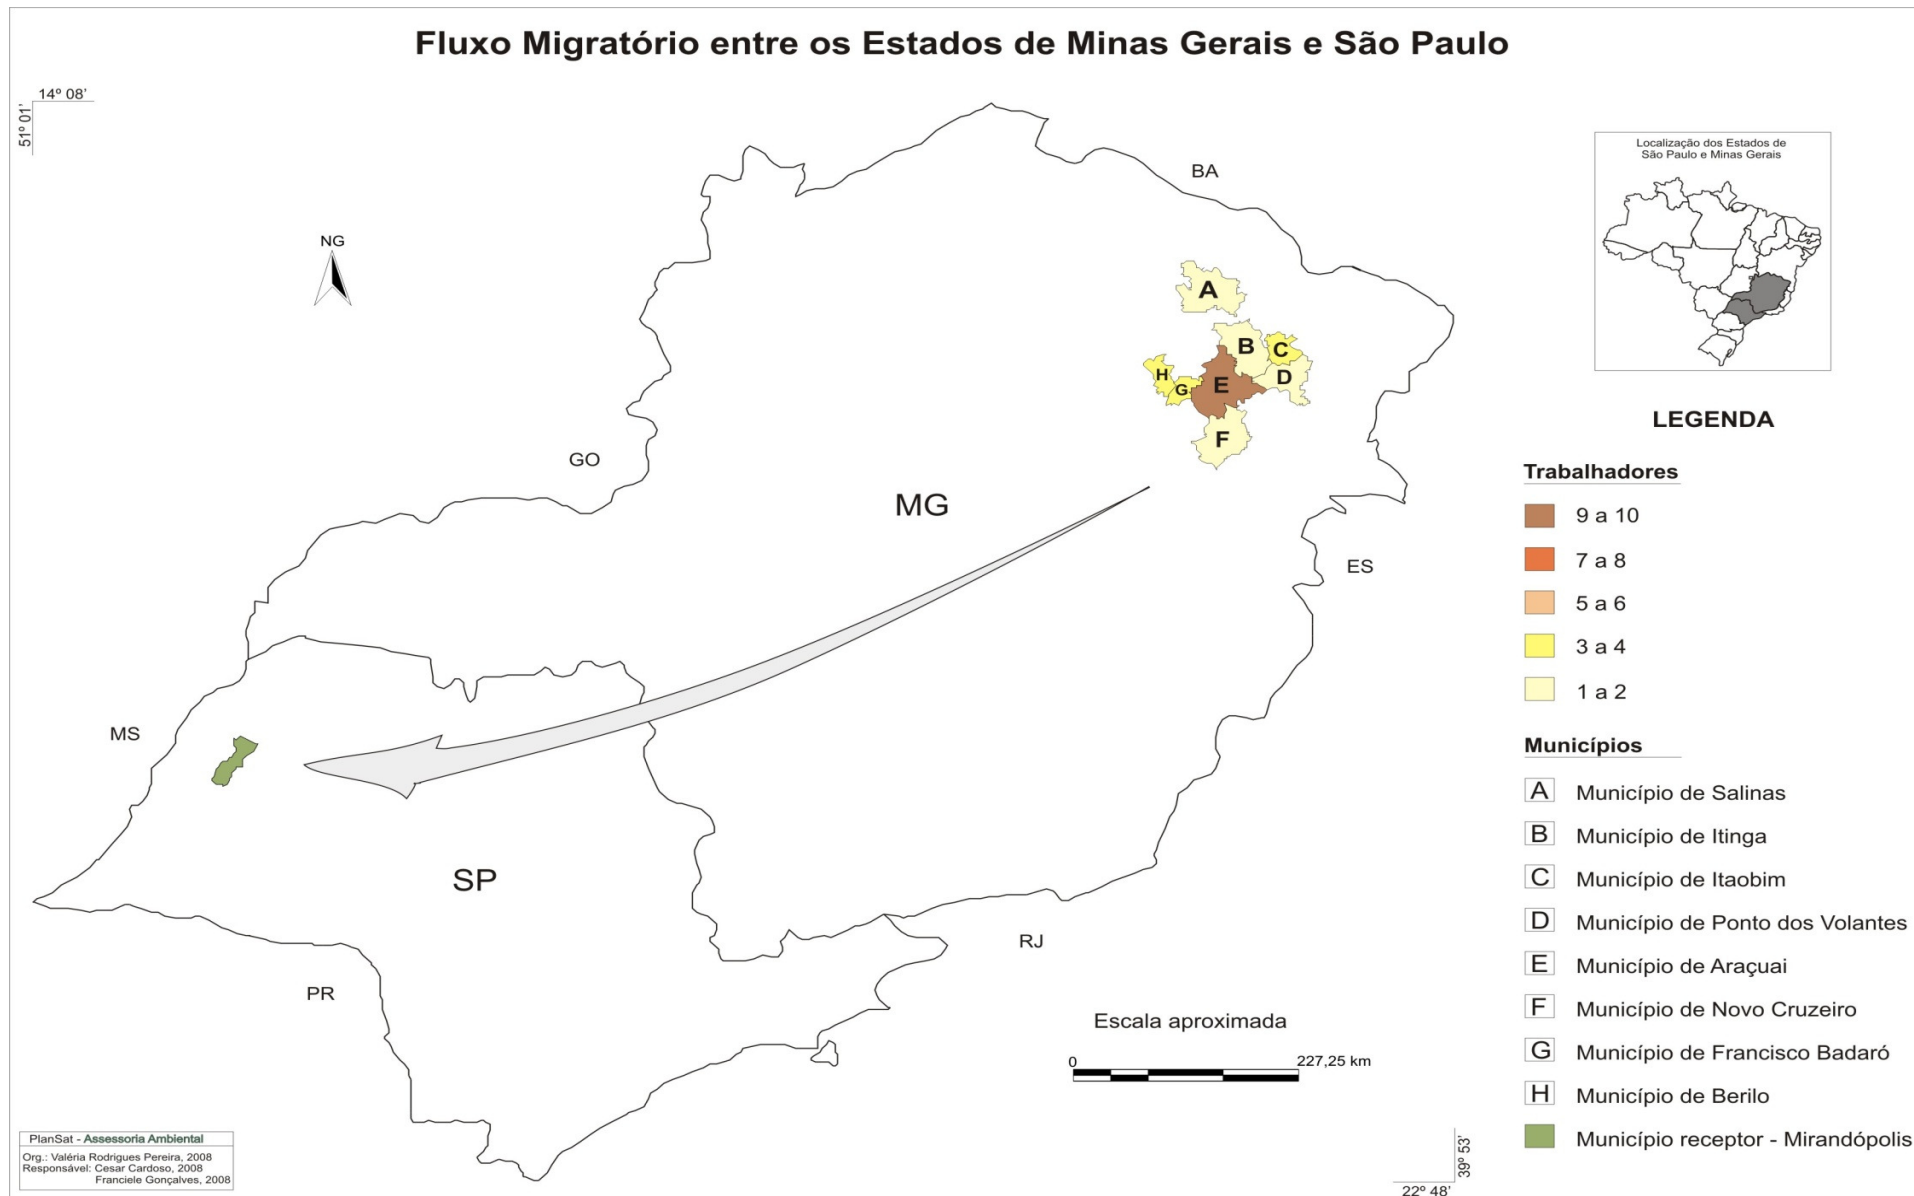 Fluxo Migratório entre os Estados de Minas Gerais e São Paulo
14º 08'
51º 01'
NG
BA
GO
MG
ES
MS
SP
RJ
PR
A
B
C
D
E
F
G
H
Localização dos Estados de
São Paulo e Minas Gerais
LEGENDA
Trabalhadores
9 a 10
7 a 8
5 a 6
3 a 4
1 a 2
Municípios
A Município de Salinas
B Município de Itinga
C Município de Itaobim
D Município de Ponto dos Volantes
E Município de Araçuai
F Município de Novo Cruzeiro
G Município de Francisco Badaró
H Município de Berilo
Município receptor - Mirandópolis
Escala aproximada
0 227,25 km
PlanSat - Assessoria Ambiental
Org.: Valéria Rodrigues Pereira, 2008
Responsável: Cesar Cardoso, 2008
Franciele Gonçalves, 2008
39º 53'
22º 48'